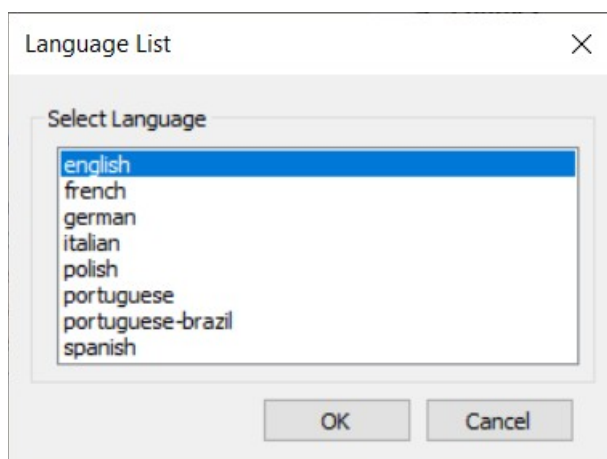 Language List
Select Language
english
french
german
italian
polish
portuguese
portuguese-brazil
spanish
OK
Cancel